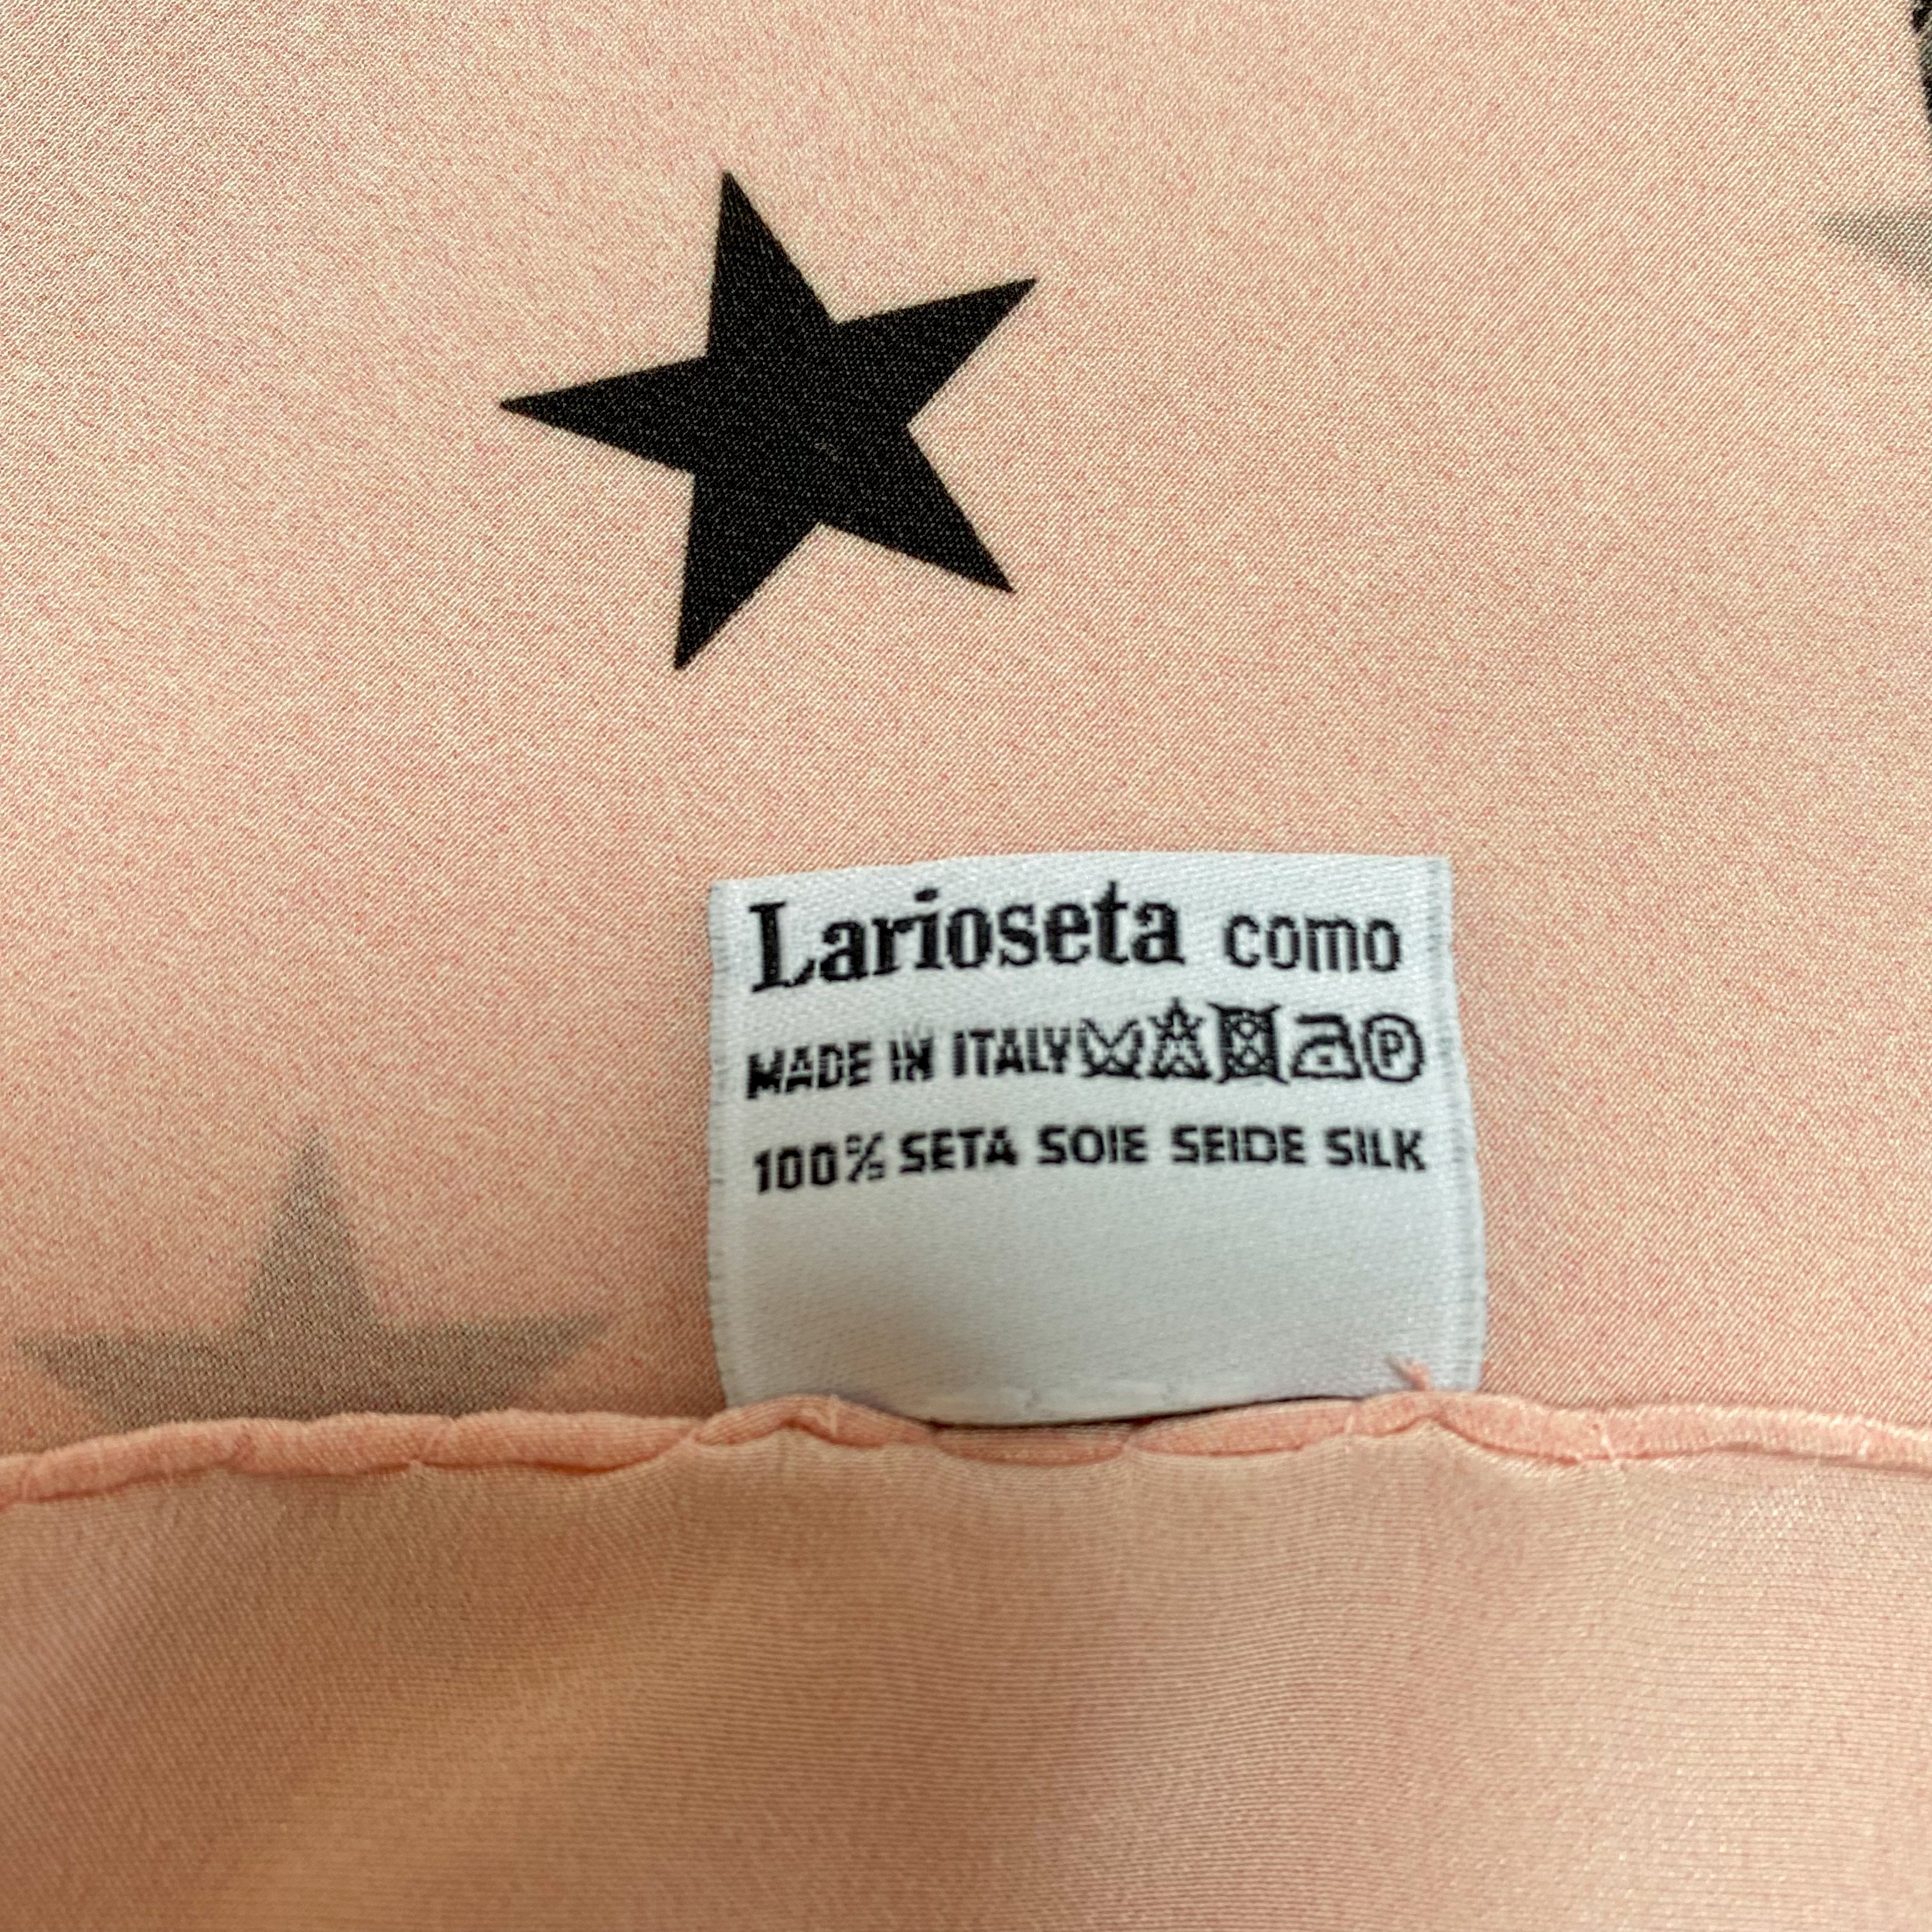 Larioseta como
MADE IN ITALY P
100% SETA SOIE SEIDE SILK